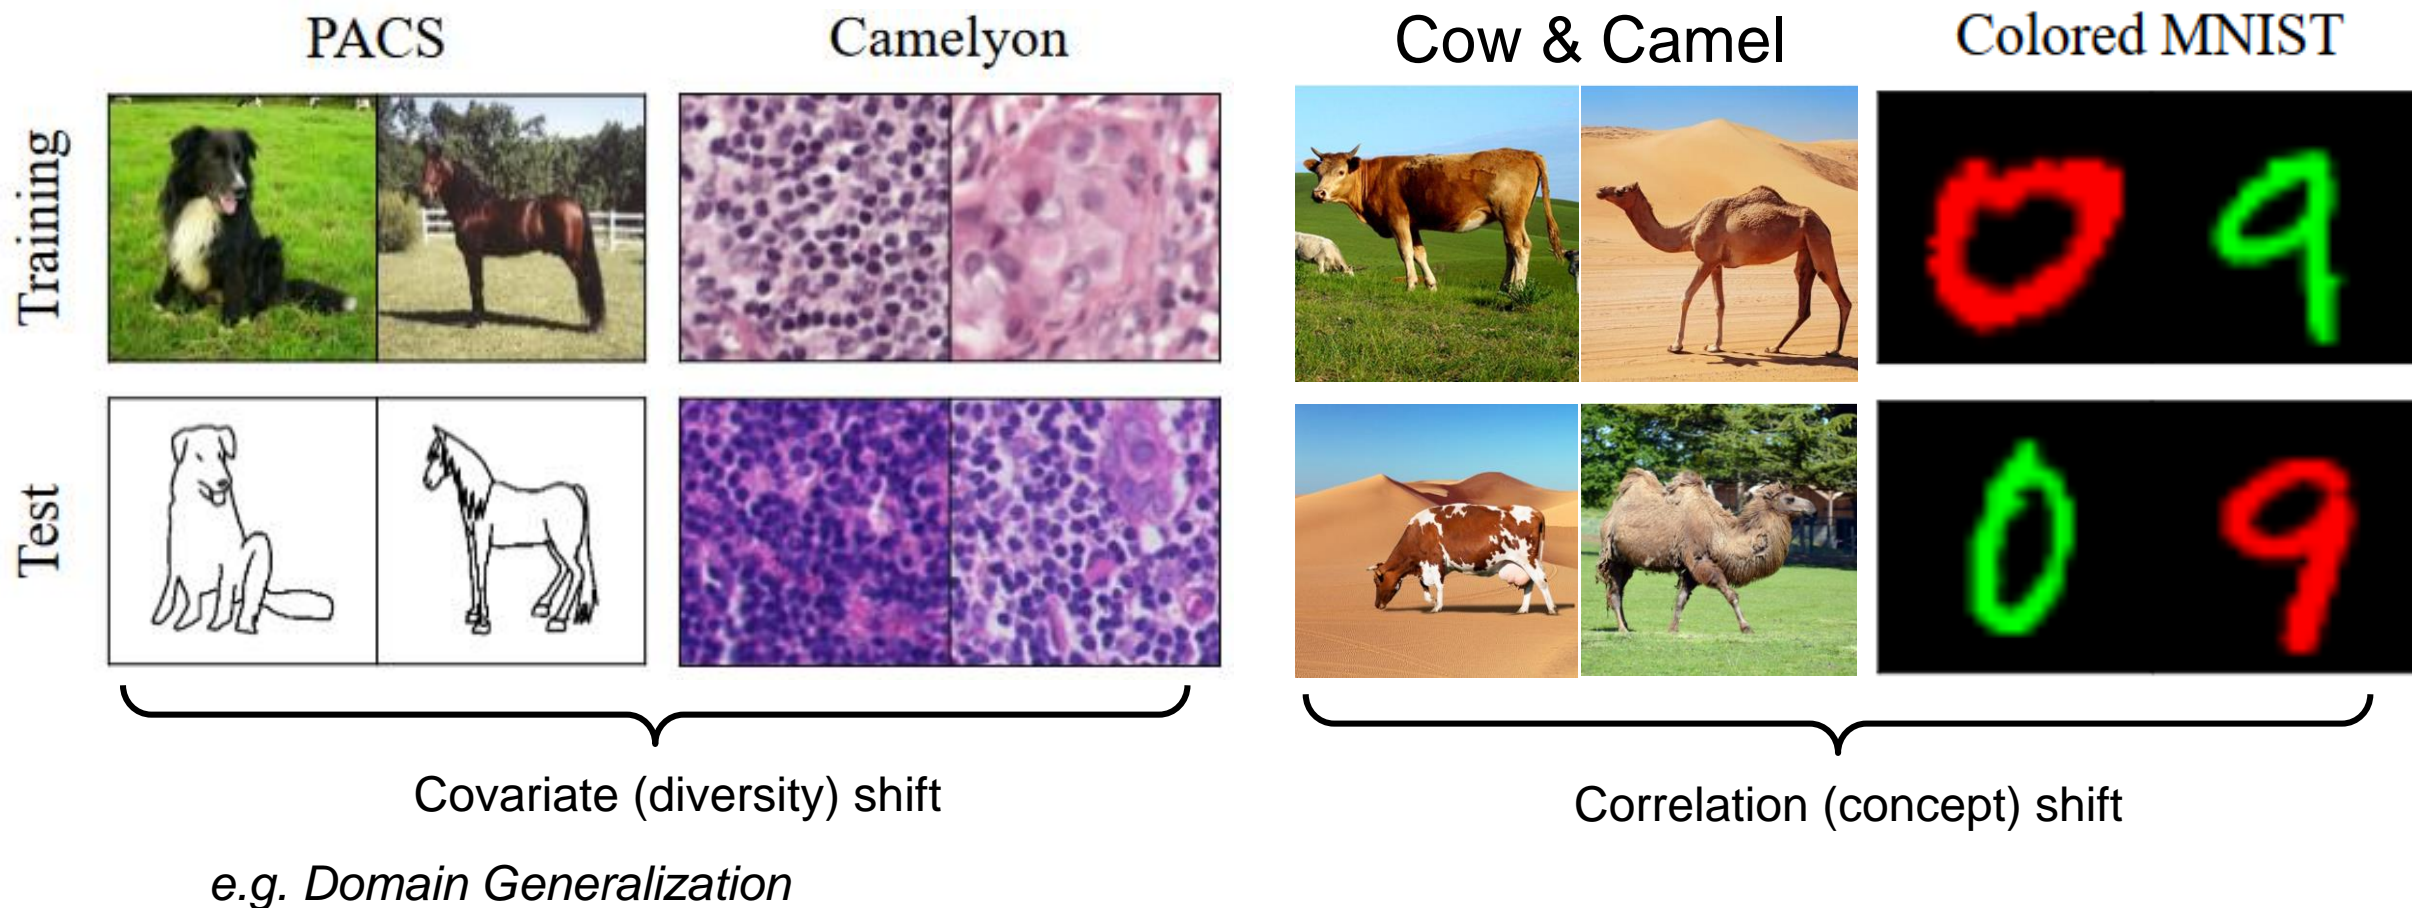 PACS
Camelyon
Cow & Camel
Colored MNIST
Training
Test
Covariate (diversity) shift
Correlation (concept) shift
e.g. Domain Generalization